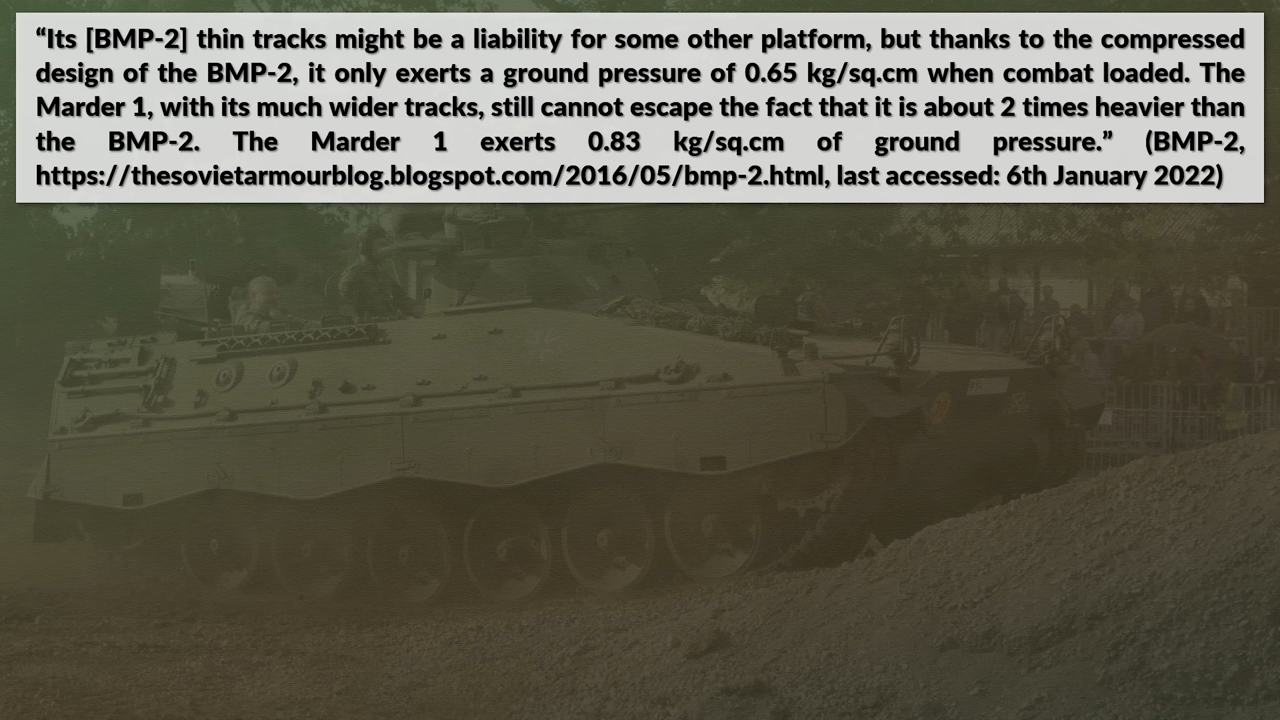 “Its [BMP-2] thin tracks might be a liability for some other platform, but thanks to the compressed
design of the BMP-2, it only exerts a ground pressure of 0.65 kg/sq.cm when combat loaded. The
Marder 1, with its much wider tracks, still cannot escape the fact that it is about 2 times heavier than
the BMP-2. The Marder 1 exerts 0.83 kg/sq.cm of ground pressure.” (BMP-2,
https://thesovietarmourblog.blogspot.com/2016/05/bmp-2.html, last accessed: 6th January 2022)